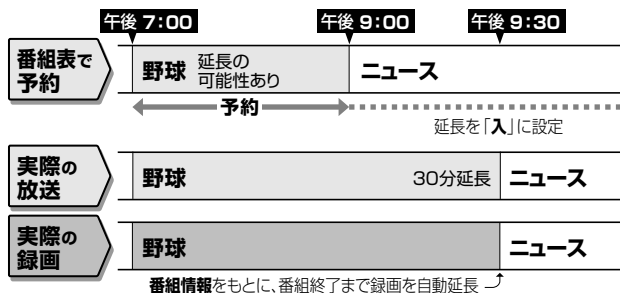 午後 7:00 午後 9:00 午後 9:30
番組表で
予約
野球 延長の
可能性あり
ニュース
予約
延長を「入」に設定
実際の
放送
野球 30分延長 ニュース
実際の
録画
野球 ニュース
番組情報をもとに、番組終了まで録画を自動延長